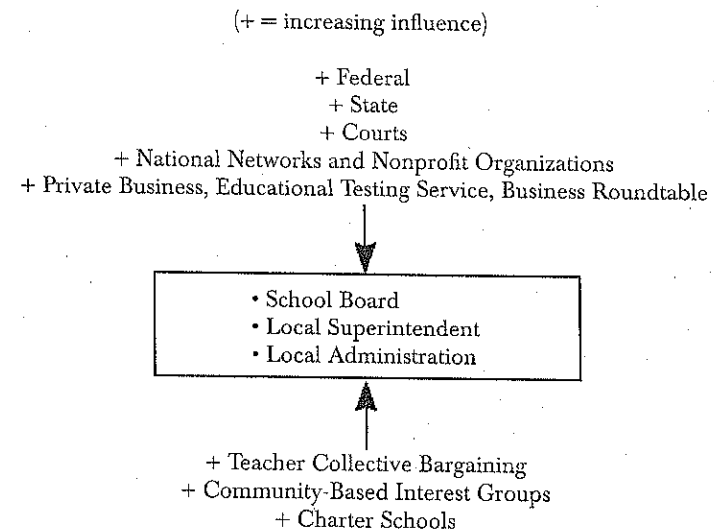 (+ = increasing influence)
+ Federal
+ State
+ Courts
+ National Networks and Nonprofit Organizations
+ Private Business, Educational Testing Service, Business Roundtable
• School Board
• Local Superintendent
• Local Administration
+ Teacher Collective Bargaining
+ Community-Based Interest Groups
+ Charter Schools